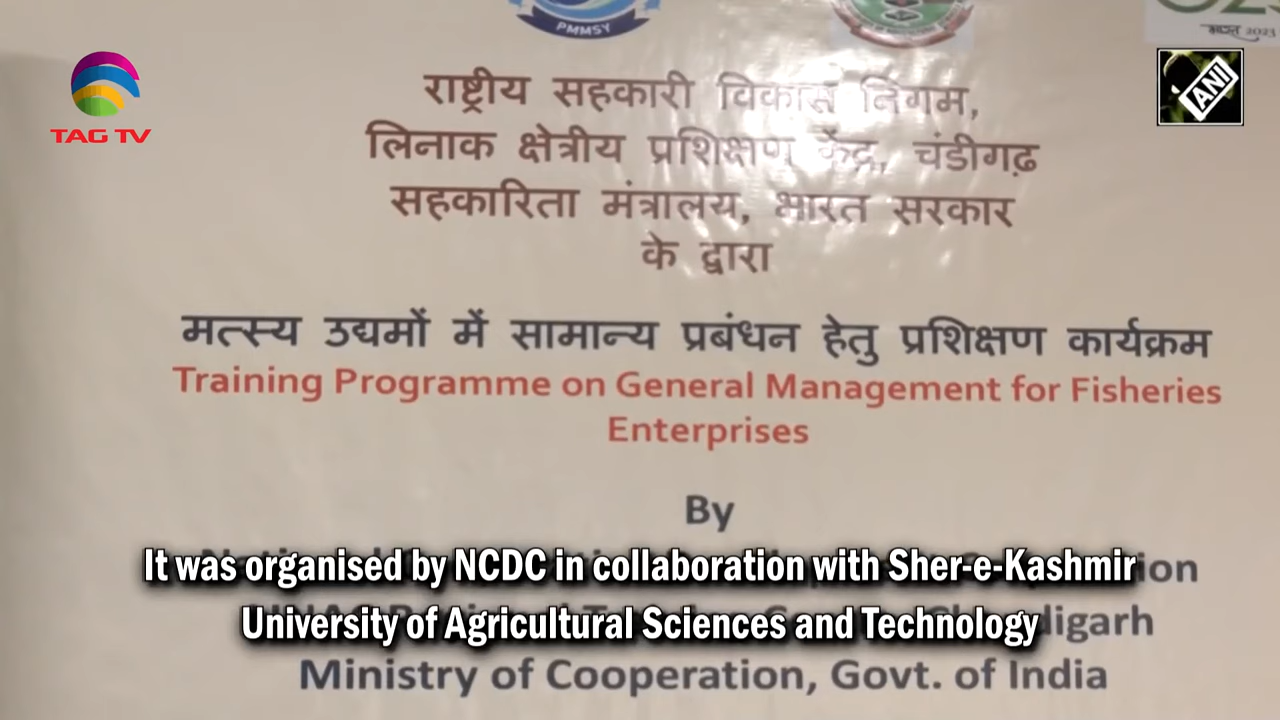 PMMSY
भारत 2023
TAG TV
ANI
राष्ट्रीय सहकारी विकास निगम,
लिनाक क्षेत्रीय प्रशिक्षण केंद्र, चंडीगढ़
सहकारिता मंत्रालय, भारत सरकार
के द्वारा
मत्स्य उद्यमों में सामान्य प्रबंधन हेतु प्रशिक्षण कार्यक्रम
Training Programme on General Management for Fisheries
Enterprises
By
It was organised by NCDC in collaboration with Sher-e-Kashmir
University of Agricultural Sciences and Technology
Ministry of Cooperation, Govt. of India